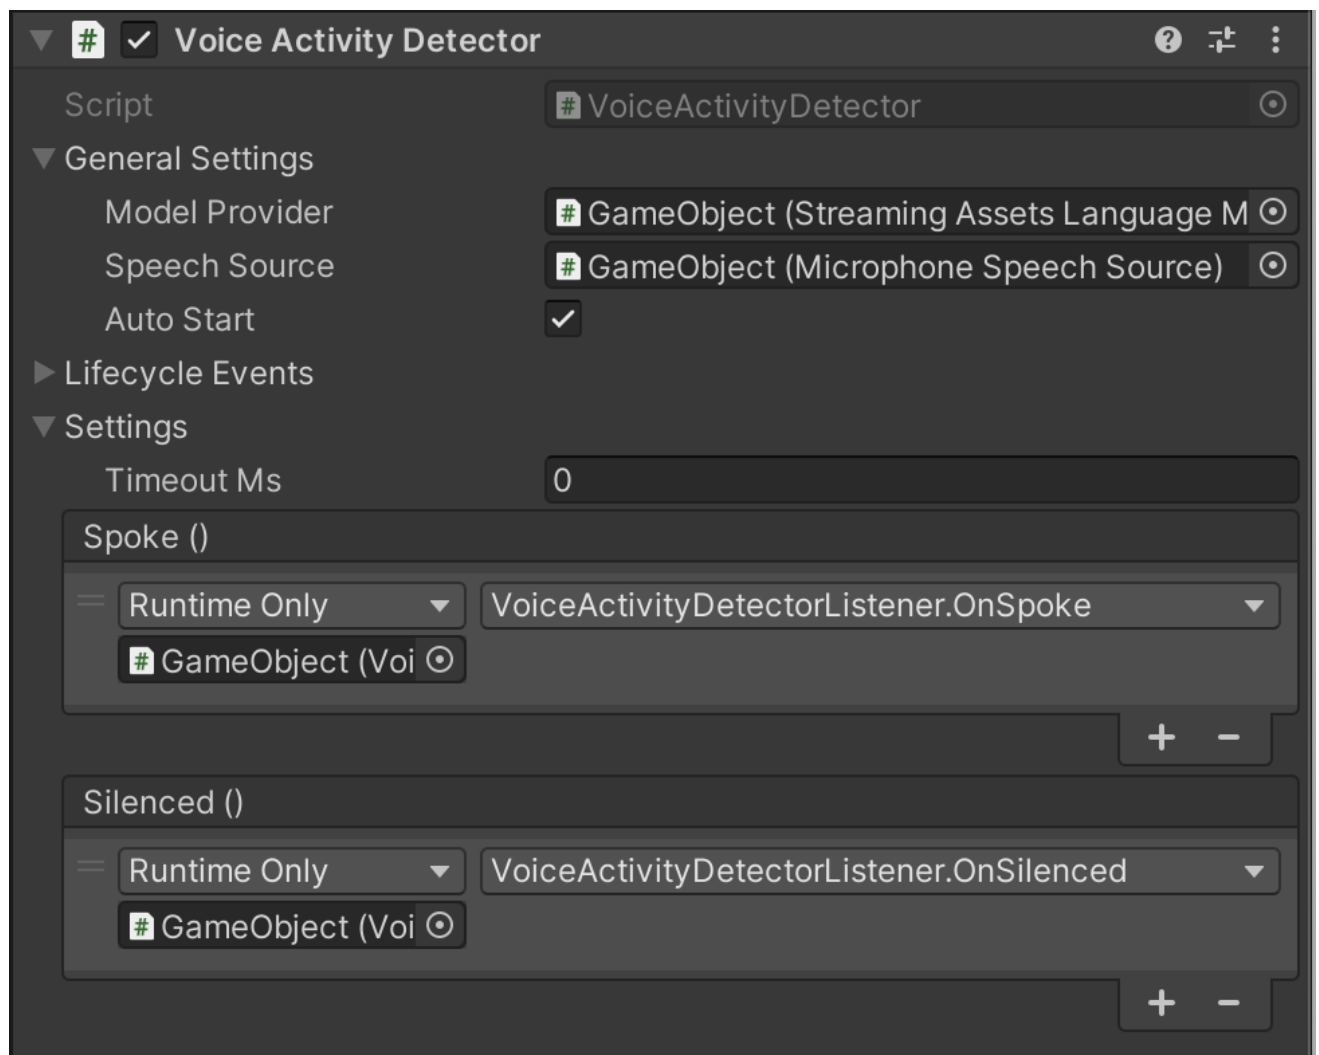 # Voice Activity Detector ?
Script # VoiceActivityDetector
General Settings
Model Provider # GameObject (Streaming Assets Language M
Speech Source # GameObject (Microphone Speech Source)
Auto Start
Lifecycle Events
Settings
Timeout Ms 0
Spoke ()
Runtime Only VoiceActivityDetectorListener.OnSpoke
# GameObject (Voi
+ −
Silenced ()
Runtime Only VoiceActivityDetectorListener.OnSilenced
# GameObject (Voi
+ −